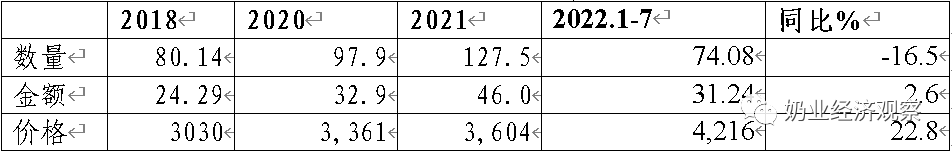 2018 2020 2021 2022.1-7 同比%
数量 80.14 97.9 127.5 74.08 -16.5
金额 24.29 32.9 46.0 31.24 2.6
价格 3030 3,361 3,604 4,216 22.8
奶业经济观察